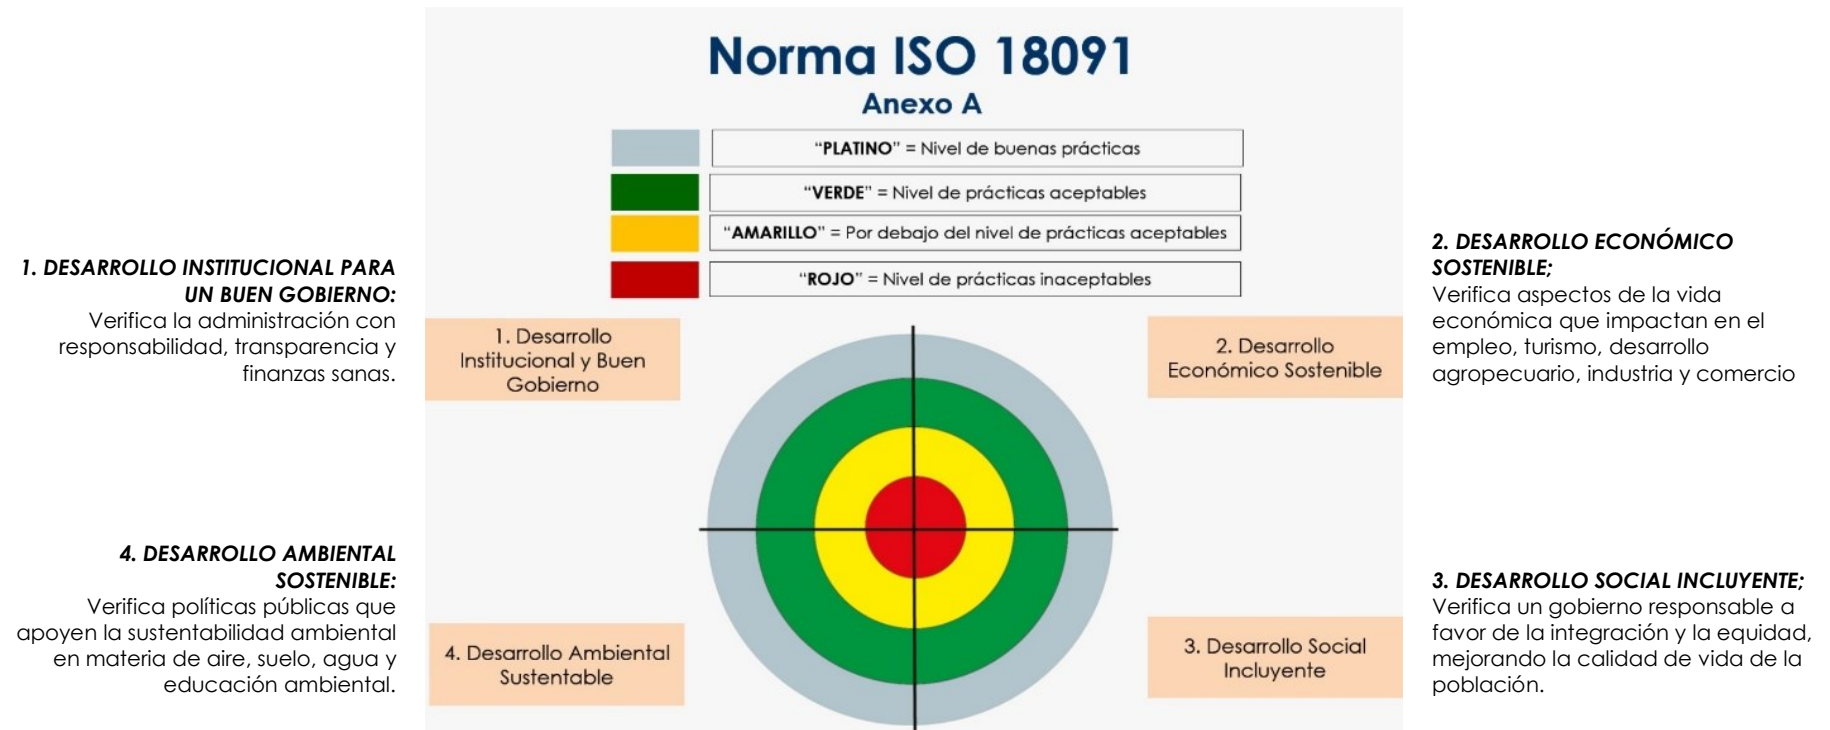 Norma ISO 18091
Anexo A
“PLATINO” = Nivel de buenas prácticas
“VERDE” = Nivel de prácticas aceptables
“AMARILLO” = Por debajo del nivel de prácticas aceptables
“ROJO” = Nivel de prácticas inaceptables
1. DESARROLLO INSTITUCIONAL PARA
UN BUEN GOBIERNO:
Verifica la administración con
responsabilidad, transparencia y
finanzas sanas.
1. Desarrollo
Institucional y Buen
Gobierno
2. Desarrollo
Económico Sostenible
2. DESARROLLO ECONÓMICO
SOSTENIBLE;
Verifica aspectos de la vida
económica que impactan en el
empleo, turismo, desarrollo
agropecuario, industria y comercio
4. DESARROLLO AMBIENTAL
SOSTENIBLE:
Verifica políticas públicas que
apoyen la sustentabilidad ambiental
en materia de aire, suelo, agua y
educación ambiental.
4. Desarrollo Ambiental
Sustentable
3. Desarrollo Social
Incluyente
3. DESARROLLO SOCIAL INCLUYENTE;
Verifica un gobierno responsable a
favor de la integración y la equidad,
mejorando la calidad de vida de la
población.